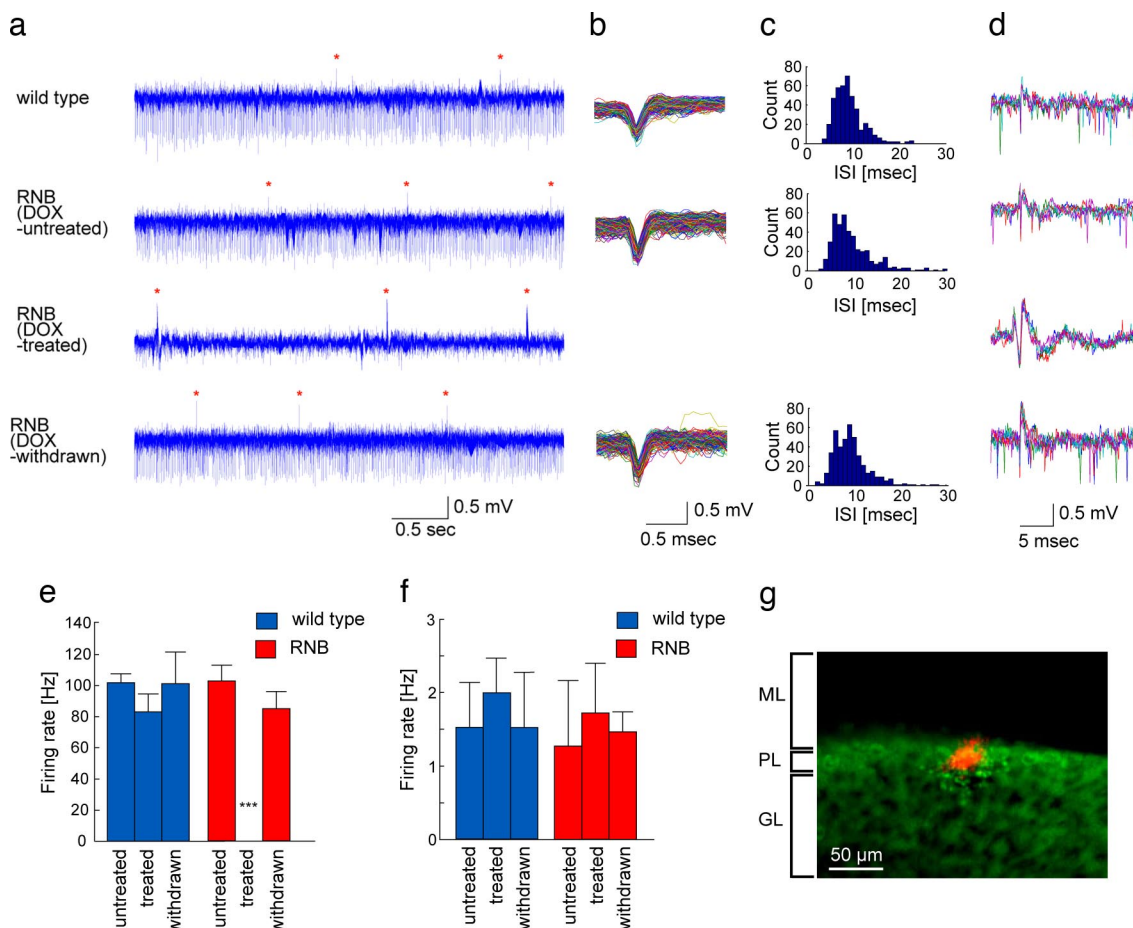 a
b
c
d
wild type
*
*
80
60
40
20
0
Count
10
20
30
ISI [msec]
RNB
(DOX
-untreated)
*
*
*
80
60
40
20
0
Count
10
20
30
ISI [msec]
RNB
(DOX
-treated)
*
*
*
RNB
(DOX
-withdrawn)
*
*
*
80
60
40
20
0
Count
0
10
20
30
ISI [msec]
0.5 mV
0.5 sec
0.5 mV
0.5 msec
0.5 mV
5 msec
e
wild type
RNB
140
120
100
80
60
40
20
0
Firing rate [Hz]
***
untreated
treated
withdrawn
untreated
treated
withdrawn
f
wild type
RNB
3
2
1
0
Firing rate [Hz]
untreated
treated
withdrawn
untreated
treated
withdrawn
g
ML
PL
GL
50 µm